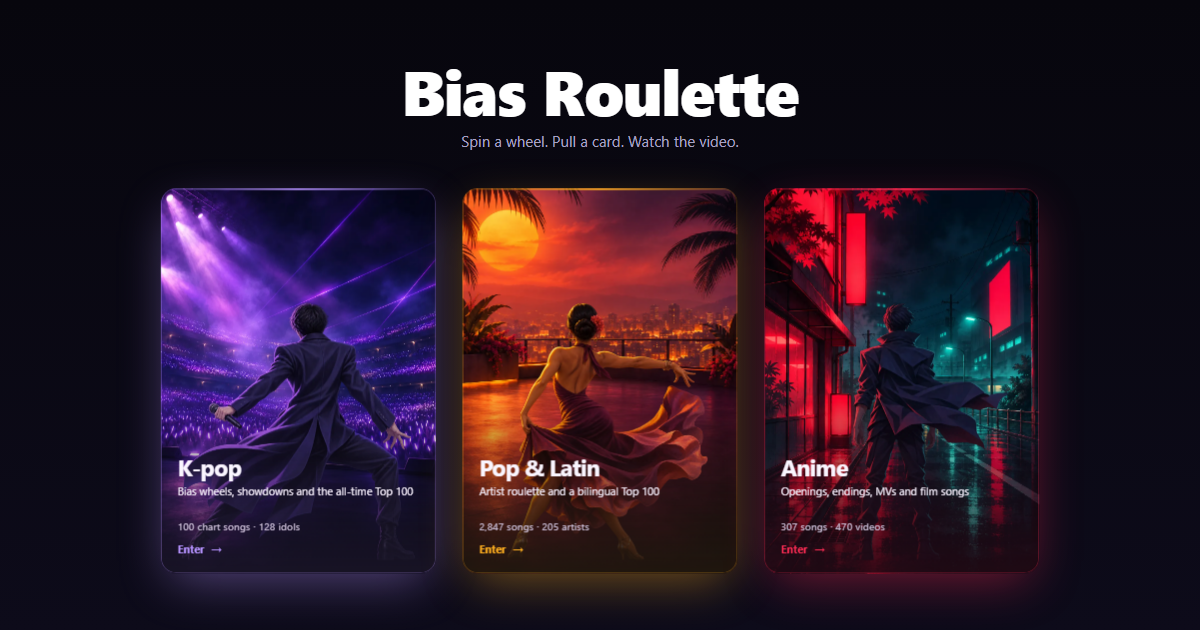 Bias Roulette
Spin a wheel. Pull a card. Watch the video.
K-pop
Bias wheels, showdowns and the all-time Top 100
100 chart songs · 128 idols
Enter →
Pop & Latin
Artist roulette and a bilingual Top 100
2,847 songs · 205 artists
Enter →
Anime
Openings, endings, MVs and film songs
307 songs · 470 videos
Enter →